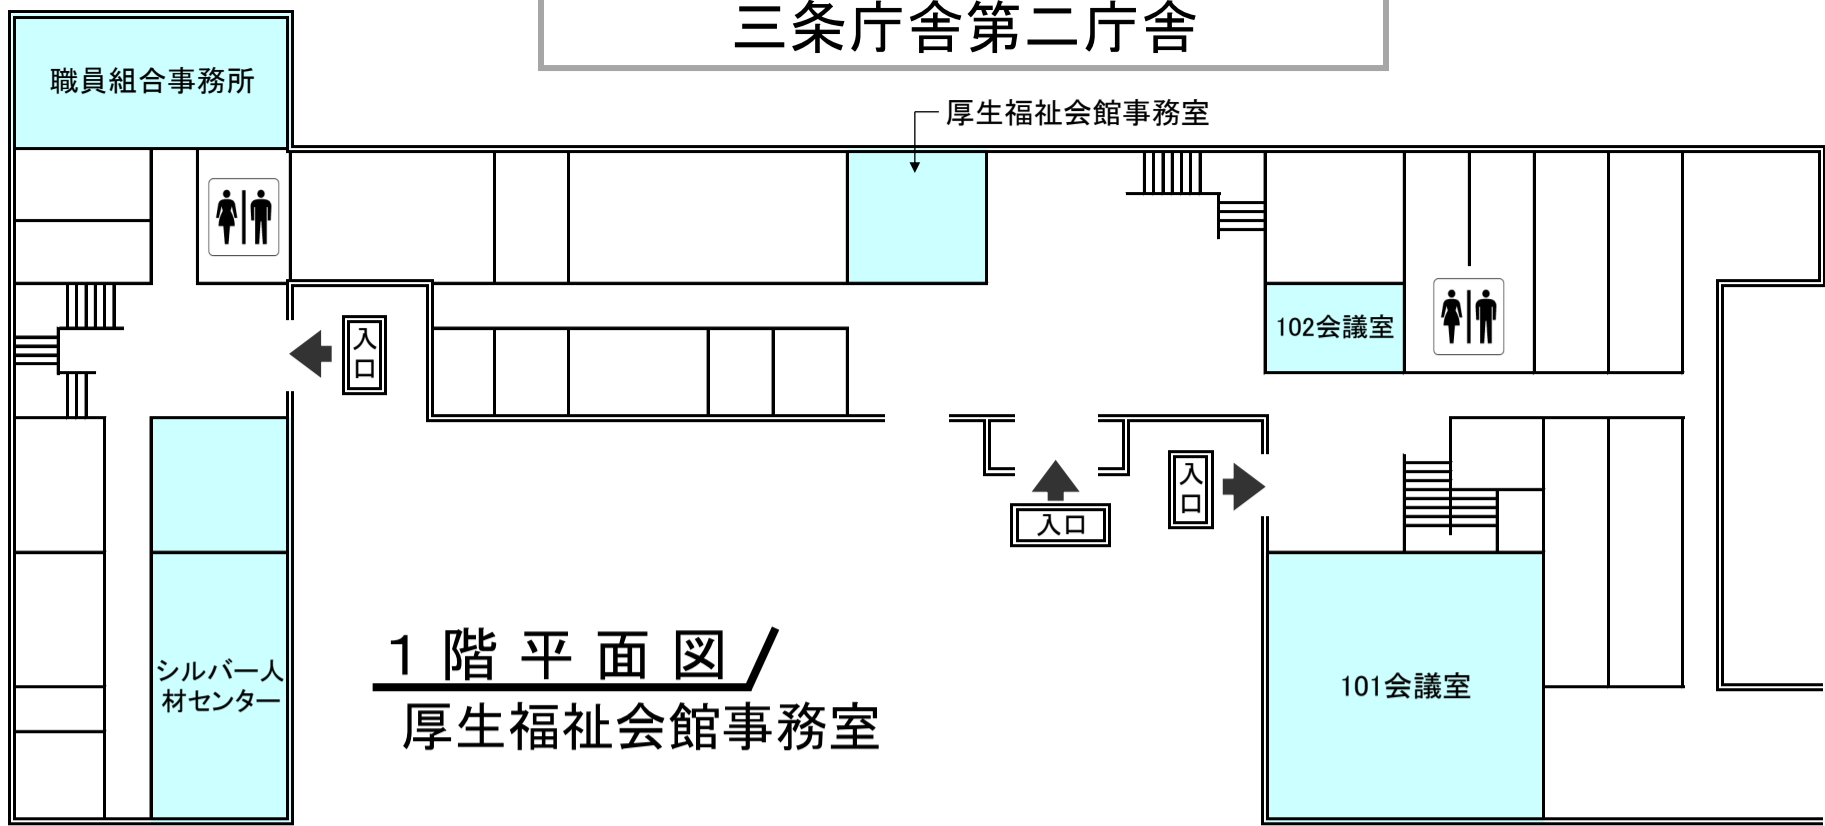 三条庁舎第二庁舎
職員組合事務所
厚生福祉会館事務室
102会議室
入
口
入
口
入口
シルバー人
材センター
101会議室
1階平面図
厚生福祉会館事務室